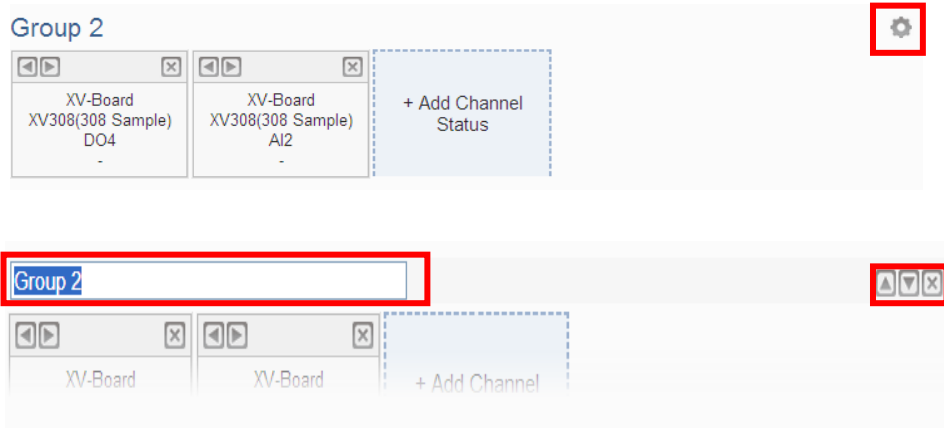 Group 2
XV-Board
XV308(308 Sample)
DO4
-
XV-Board
XV308(308 Sample)
AI2
-
+ Add Channel
Status
Group 2
XV-Board
XV-Board
+ Add Channel